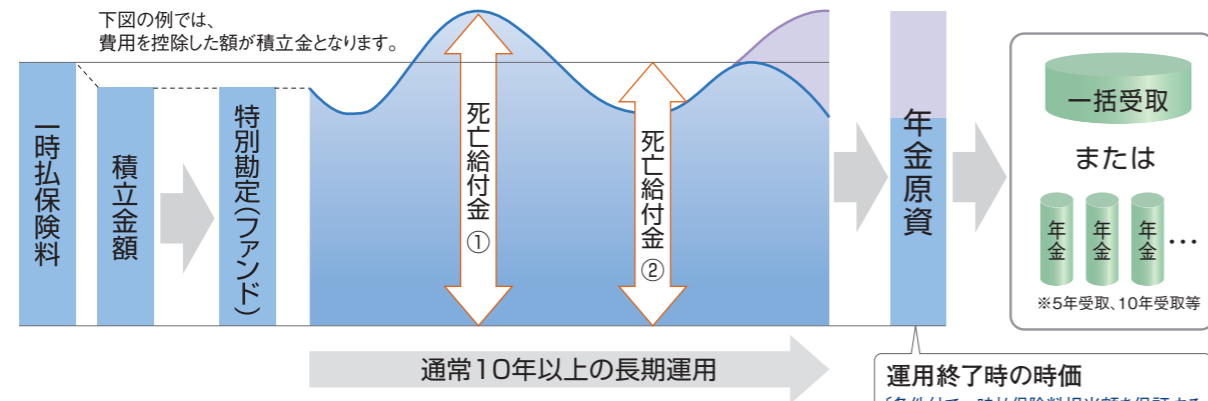 下図の例では、
費用を控除した額が積立金となります。
一時払保険料
積立金額
特別勘定(ファンド)
死亡給付金①
死亡給付金②
年金原資
一括受取
または
年金
年金
年金
…
※5年受取、10年受取等
通常10年以上の長期運用
運用終了時の時価